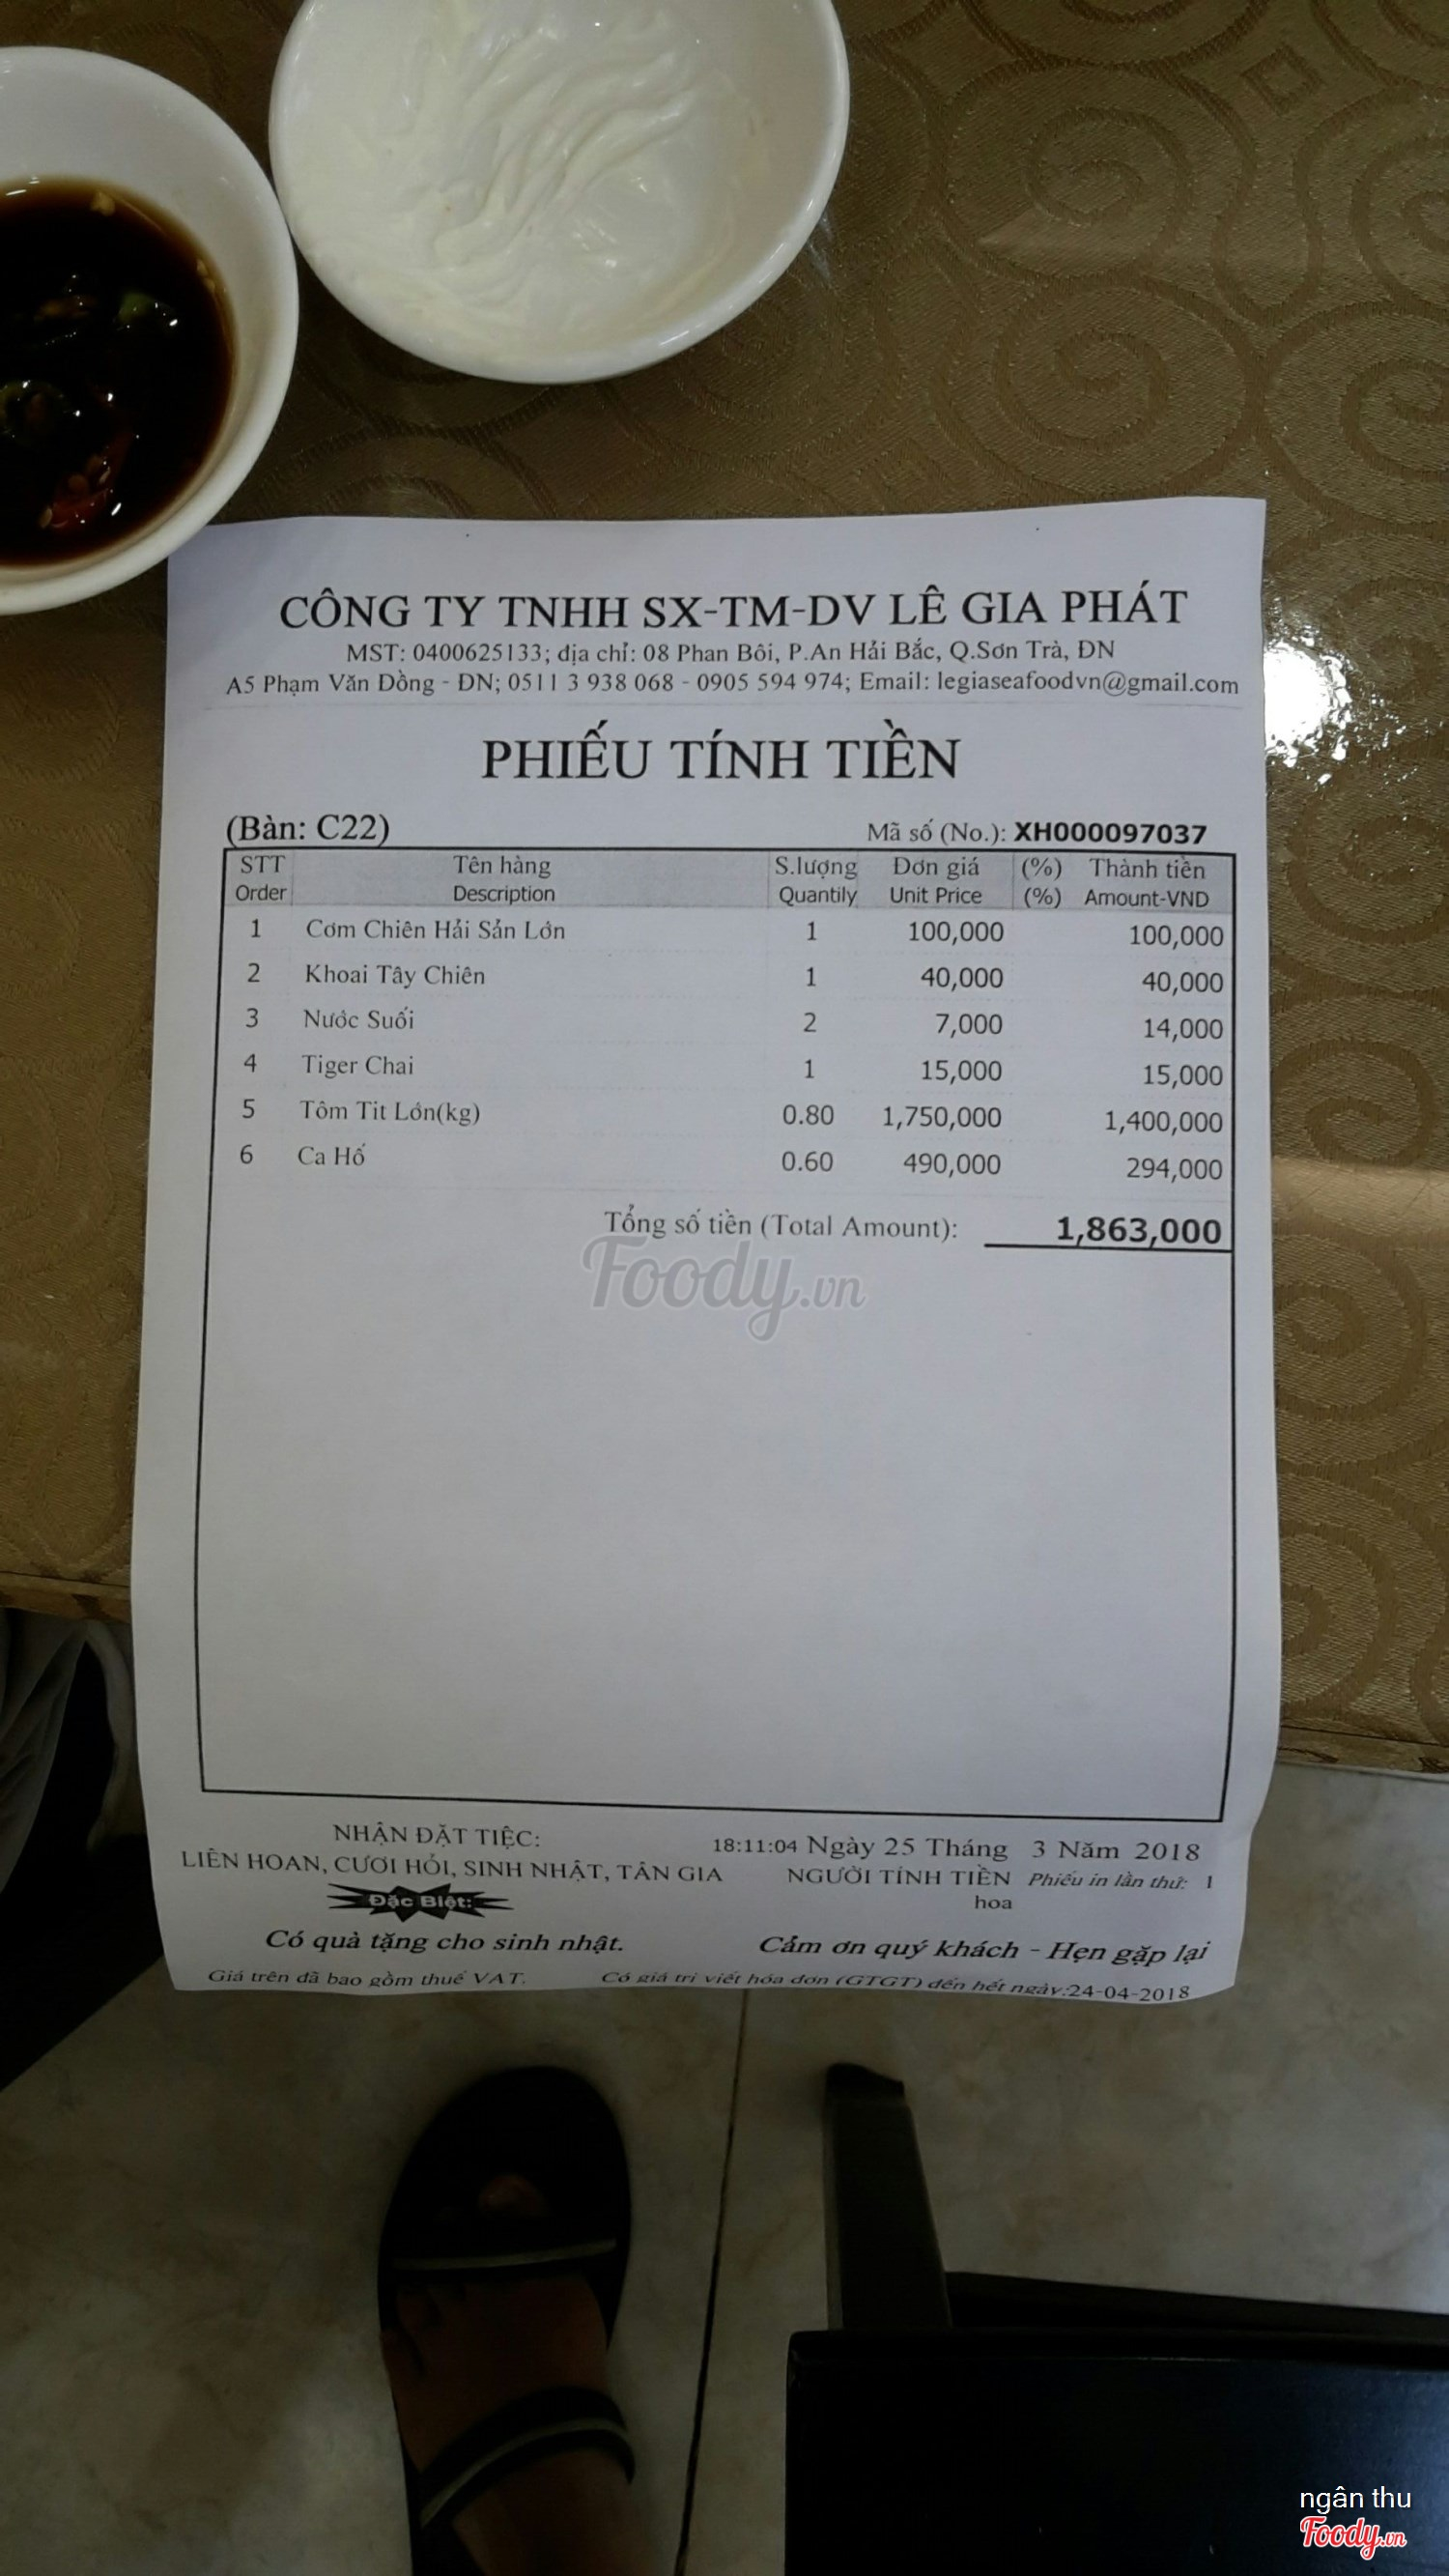 CÔNG TY TNHH SX-TM-DV LÊ GIA PHÁT
MST: 0400625133; địa chỉ: 08 Phan Bôi, P.An Hải Bắc, Q.Sơn Trà, ĐN
A5 Phạm Văn Đồng - ĐN; 0511 3 938 068 - 0905 594 974; Email: legiaseafoodvn@gmail.com
PHIẾU TÍNH TIỀN
(Bàn: C22) Mã số (No.): XH000097037
STT Tên hàng S.lượng Đơn giá (%) Thành tiền
Order Description Quantily Unit Price (%) Amount-VND
1 Cơm Chiên Hải Sản Lớn 1 100,000 100,000
2 Khoai Tây Chiên 1 40,000 40,000
3 Nước Suối 2 7,000 14,000
4 Tiger Chai 1 15,000 15,000
5 Tôm Tit Lớn(kg) 0.80 1,750,000 1,400,000
6 Ca Hố 0.60 490,000 294,000
Tổng số tiền (Total Amount): 1,863,000
Foody.vn
NHẬN ĐẶT TIỆC: 18:11:04 Ngày 25 Tháng 3 Năm 2018
LIÊN HOAN, CƯƠI HỎI, SINH NHẬT, TÂN GIA NGƯỜI TÍNH TIỀN Phiếu in lần thứ: 1
Đặc Biệt: hoa
Có quà tặng cho sinh nhật. Cảm ơn quý khách - Hẹn gặp lại
Giá trên đã bao gồm thuế VAT. Có giá trị viết hóa đơn (GTGT) đến hết ngày:24-04-2018
ngân thu
Foody.vn